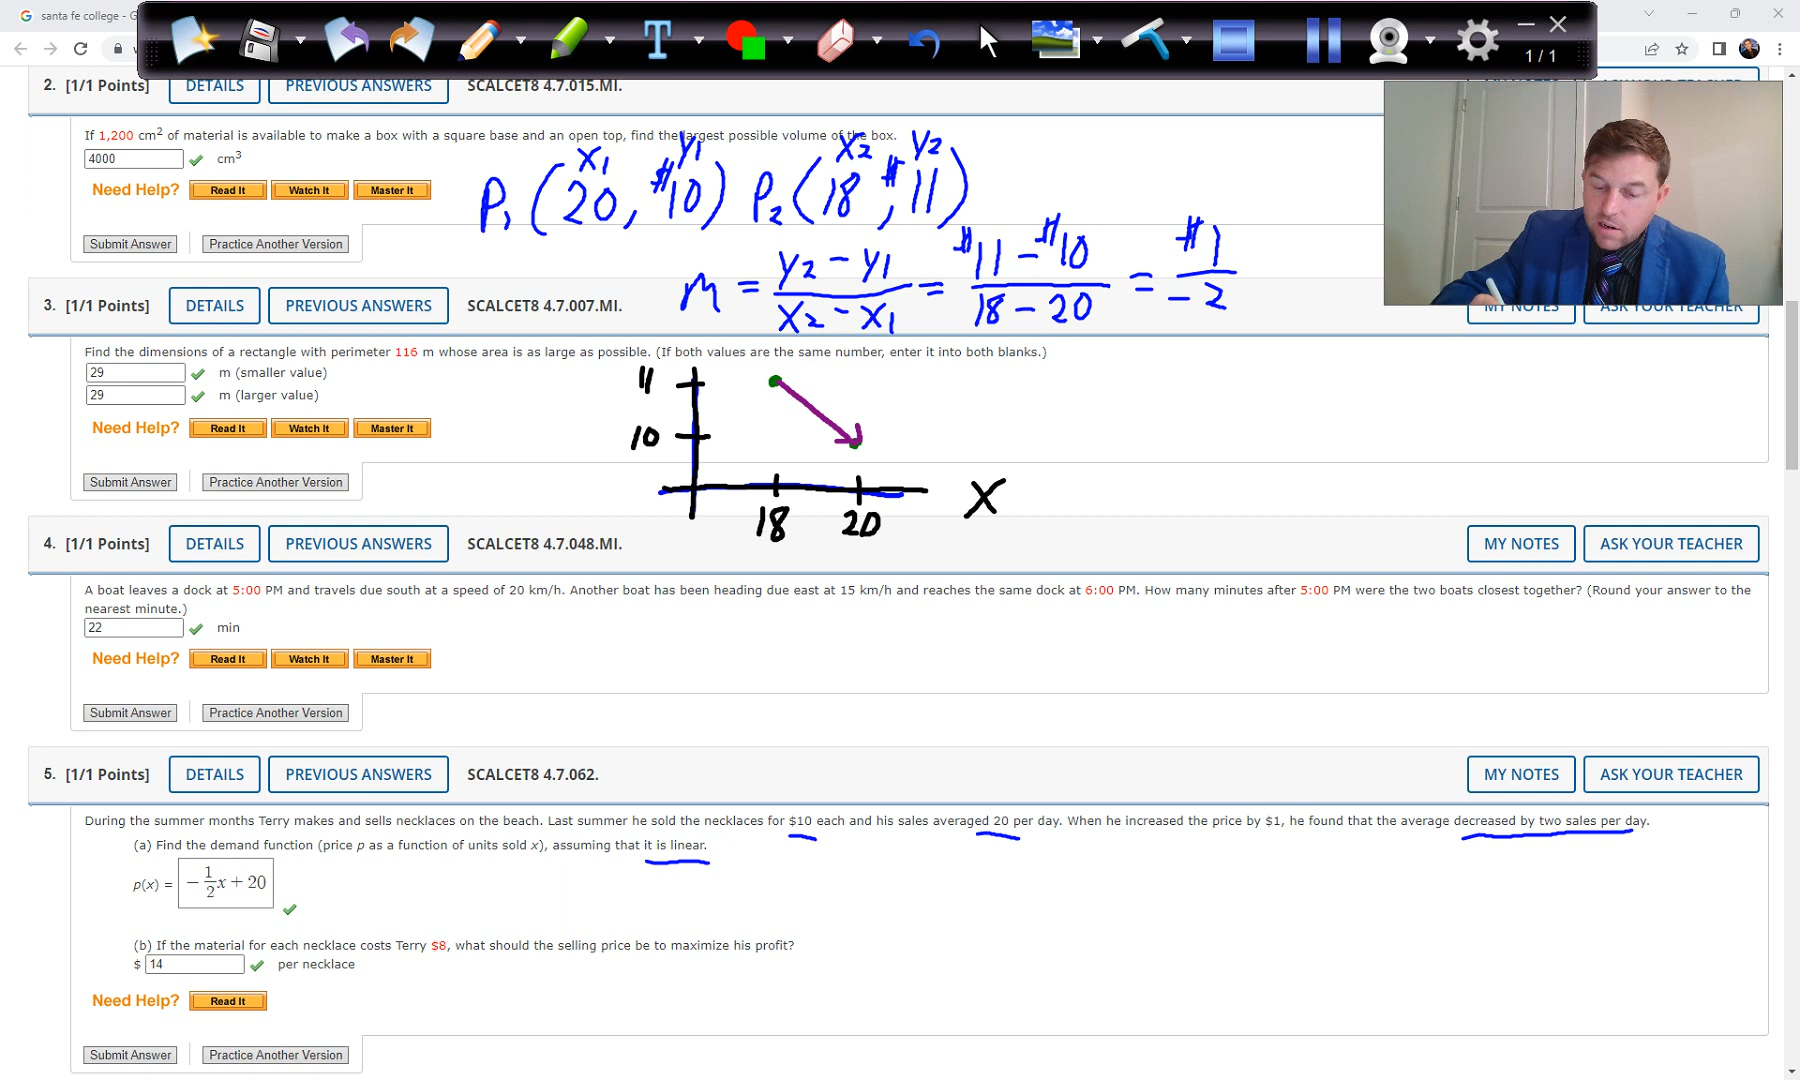 santa fe college - G
1 / 1
2. [1/1 Points] DETAILS PREVIOUS ANSWERS SCALCET8 4.7.015.MI.
If 1,200 cm² of material is available to make a box with a square base and an open top, find the largest possible volume of the box.
4000 cm³
Need Help? Read It Watch It Master It
Submit Answer Practice Another Version
x1 y1 x2 y2
P1 (20, $10) P2 (18, $11)
m = y2 - y1 / x2 - x1 = $11 - $10 / 18 - 20 = $1 / -2
3. [1/1 Points] DETAILS PREVIOUS ANSWERS SCALCET8 4.7.007.MI. MY NOTES ASK YOUR TEACHER
Find the dimensions of a rectangle with perimeter 116 m whose area is as large as possible. (If both values are the same number, enter it into both blanks.)
29 m (smaller value)
29 m (larger value)
Need Help? Read It Watch It Master It
Submit Answer Practice Another Version
11
10
18 20 X
4. [1/1 Points] DETAILS PREVIOUS ANSWERS SCALCET8 4.7.048.MI. MY NOTES ASK YOUR TEACHER
A boat leaves a dock at 5:00 PM and travels due south at a speed of 20 km/h. Another boat has been heading due east at 15 km/h and reaches the same dock at 6:00 PM. How many minutes after 5:00 PM were the two boats closest together? (Round your answer to the
nearest minute.)
22 min
Need Help? Read It Watch It Master It
Submit Answer Practice Another Version
5. [1/1 Points] DETAILS PREVIOUS ANSWERS SCALCET8 4.7.062. MY NOTES ASK YOUR TEACHER
During the summer months Terry makes and sells necklaces on the beach. Last summer he sold the necklaces for $10 each and his sales averaged 20 per day. When he increased the price by $1, he found that the average decreased by two sales per day.
(a) Find the demand function (price p as a function of units sold x), assuming that it is linear.
p(x) = -1/2x + 20
(b) If the material for each necklace costs Terry $8, what should the selling price be to maximize his profit?
$ 14 per necklace
Need Help? Read It
Submit Answer Practice Another Version